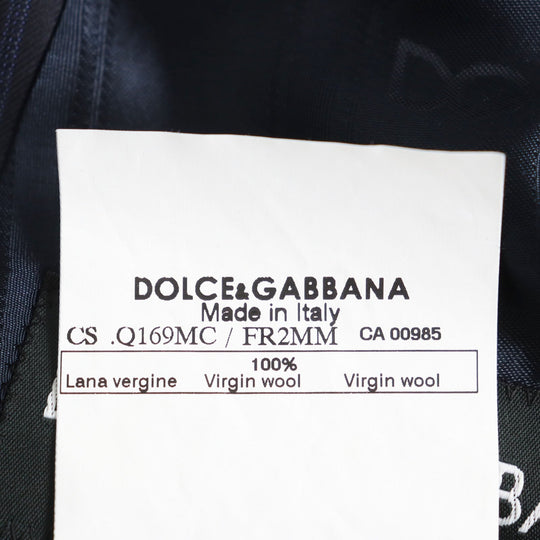 DOLCE&GABBANA
Made in Italy
CS .Q169MC / FR2MM CA 00985
100%
Lana vergine Virgin wool Virgin wool